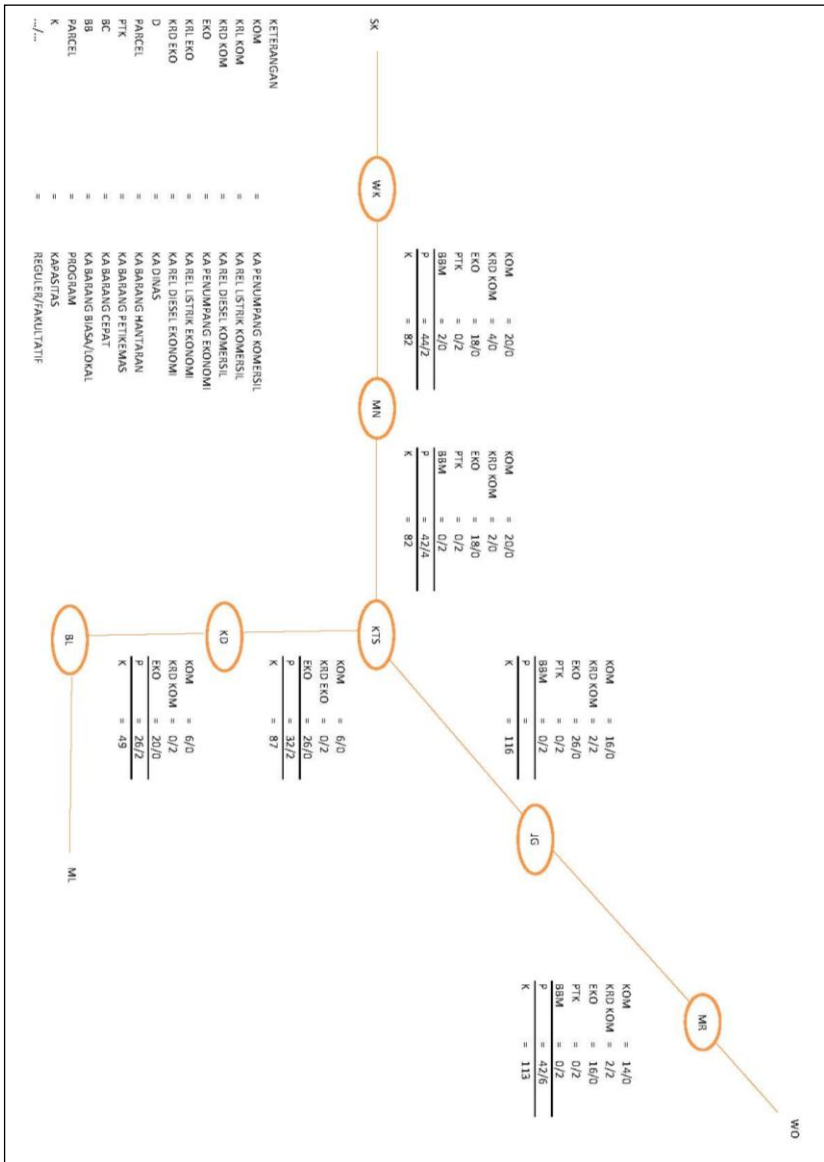 WO
MR
KOM = 14/0
KRD KOM = 2/2
EKO = 16/0
PTK = 0/2
BBM = 0/2
P = 42/6
K = 113
JG
KOM = 16/0
KRD KOM = 2/2
EKO = 26/0
PTK = 0/2
BBM = 0/2
P =
K = 116
KOM = 20/0
KRD KOM = 4/0
EKO = 18/0
PTK = 0/2
BBM = 2/0
P = 44/2
K = 82
KOM = 20/0
KRD KOM = 2/0
EKO = 18/0
PTK = 0/2
BBM = 0/2
P = 42/4
K = 82
SK
WK
MN
KTS
KOM = 6/0
KRD EKO = 0/2
EKO = 26/0
P = 32/2
K = 87
KD
KOM = 6/0
KRD KOM = 0/2
EKO = 20/0
P = 26/2
K = 49
BL
ML
KETERANGAN
KOM = KA PENUMPANG KOMERSIL
KRL KOM = KA REL LISTRIK KOMERSIL
KRD KOM = KA REL DIESEL KOMERSIL
EKO = KA PENUMPANG EKONOMI
KRL EKO = KA REL LISTRIK EKONOMI
KRD EKO = KA REL DIESEL EKONOMI
D = KA DINAS
PARCEL = KA BARANG HANTARAN
PTK = KA BARANG PETIKEMAS
BC = KA BARANG CEPAT
BB = KA BARANG BIASA/LOKAL
PARCEL = PROGRAM
K = KAPASITAS
.../... = REGULER/FAKULTATIF